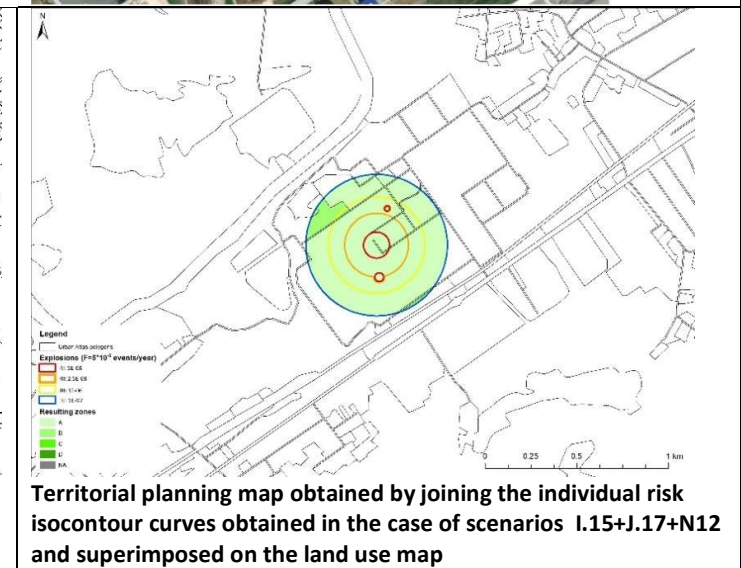 N
Legend
Urban Atlas polygons
Explosions (F=5*10⁻⁵ events/year)
Resulting zones
A
B
C
D
NA
0 0.25 0.5 1 km
Territorial planning map obtained by joining the individual risk
isocontour curves obtained in the case of scenarios I.15+J.17+N12
and superimposed on the land use map